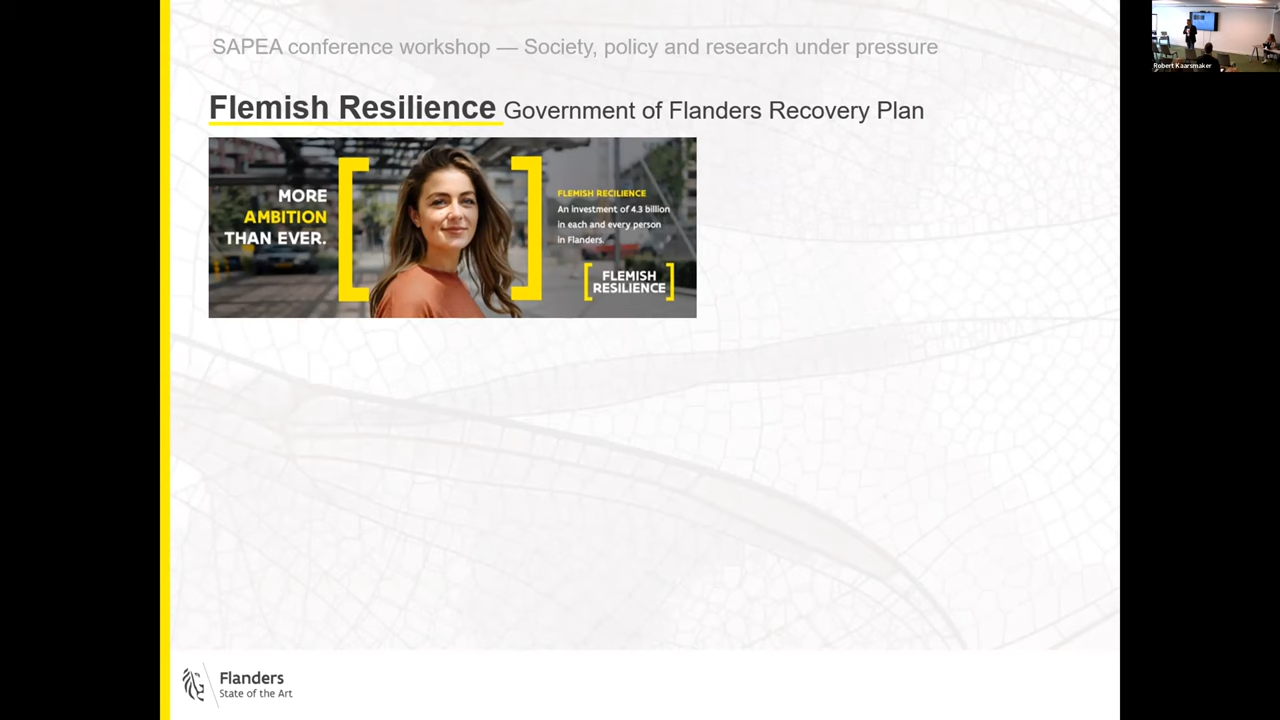 SAPEA conference workshop — Society, policy and research under pressure
Robert Kaarsmaker
Flemish Resilience Government of Flanders Recovery Plan
MORE
AMBITION
THAN EVER.
FLEMISH RECILIENCE
An investment of 4.3 billion
in each and every person
in Flanders.
FLEMISH
RESILIENCE
Flanders
State of the Art